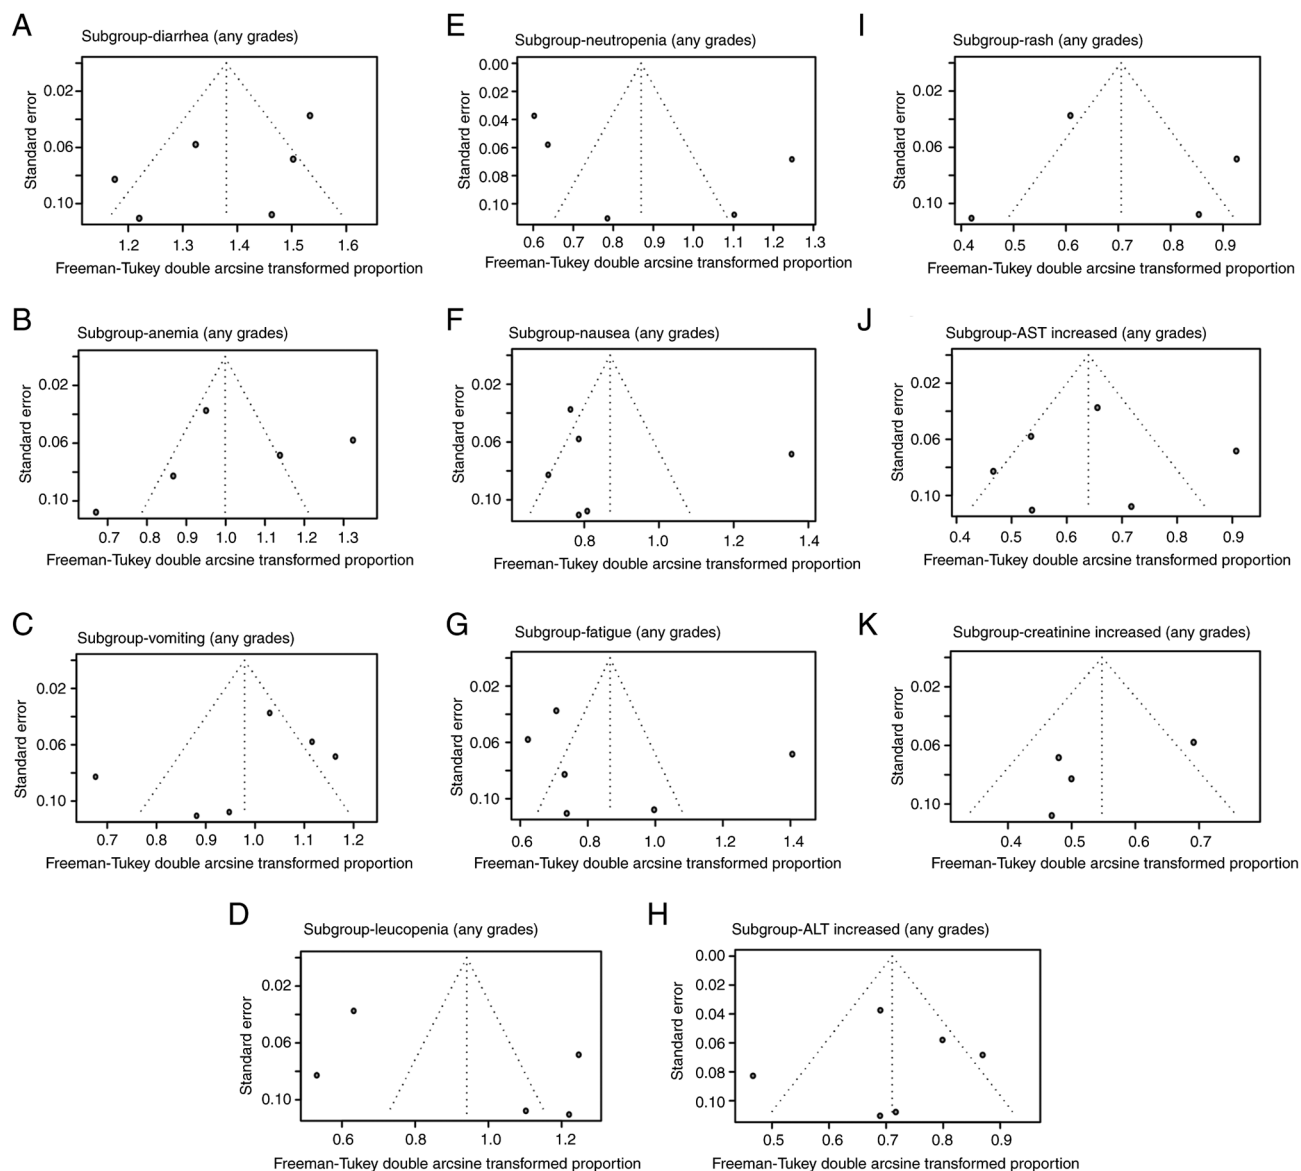 A
Subgroup-diarrhea (any grades)
Standard error
0.02
0.06
0.10
1.2 1.3 1.4 1.5 1.6
Freeman-Tukey double arcsine transformed proportion
E
Subgroup-neutropenia (any grades)
Standard error
0.00
0.02
0.04
0.06
0.08
0.10
0.6 0.7 0.8 0.9 1.0 1.1 1.2 1.3
Freeman-Tukey double arcsine transformed proportion
I
Subgroup-rash (any grades)
Standard error
0.02
0.06
0.10
0.4 0.5 0.6 0.7 0.8 0.9
Freeman-Tukey double arcsine transformed proportion
B
Subgroup-anemia (any grades)
Standard error
0.02
0.06
0.10
0.7 0.8 0.9 1.0 1.1 1.2 1.3
Freeman-Tukey double arcsine transformed proportion
F
Subgroup-nausea (any grades)
Standard error
0.02
0.06
0.10
0.8 1.0 1.2 1.4
Freeman-Tukey double arcsine transformed proportion
J
Subgroup-AST increased (any grades)
Standard error
0.02
0.06
0.10
0.4 0.5 0.6 0.7 0.8 0.9
Freeman-Tukey double arcsine transformed proportion
C
Subgroup-vomiting (any grades)
Standard error
0.02
0.06
0.10
0.7 0.8 0.9 1.0 1.1 1.2
Freeman-Tukey double arcsine transformed proportion
G
Subgroup-fatigue (any grades)
Standard error
0.02
0.06
0.10
0.6 0.8 1.0 1.2 1.4
Freeman-Tukey double arcsine transformed proportion
K
Subgroup-creatinine increased (any grades)
Standard error
0.02
0.06
0.10
0.4 0.5 0.6 0.7
Freeman-Tukey double arcsine transformed proportion
D
Subgroup-leucopenia (any grades)
Standard error
0.02
0.06
0.10
0.6 0.8 1.0 1.2
Freeman-Tukey double arcsine transformed proportion
H
Subgroup-ALT increased (any grades)
Standard error
0.00
0.02
0.04
0.06
0.08
0.10
0.5 0.6 0.7 0.8 0.9
Freeman-Tukey double arcsine transformed proportion